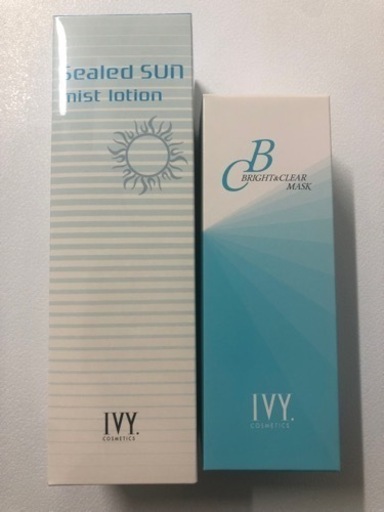 Sealed SUN
mist lotion
IVY.
COSMETICS
CB
BRIGHT&CLEAR
MASK
IVY.
COSMETICS